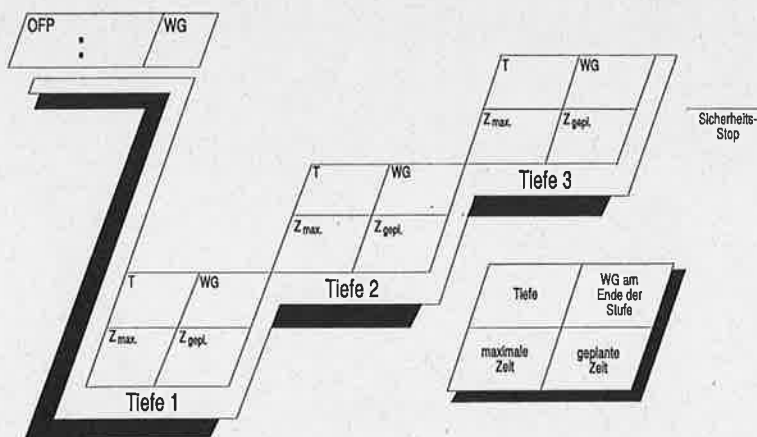 OFP : WG
T WG
Zmax. Zgepl.
Tiefe 3
Sicherheits-
Stop
T WG
Zmax. Zgepl.
Tiefe 2
T WG
Zmax. Zgepl.
Tiefe 1
Tiefe
WG am
Ende der
Stufe
maximale
Zeit
geplante
Zeit